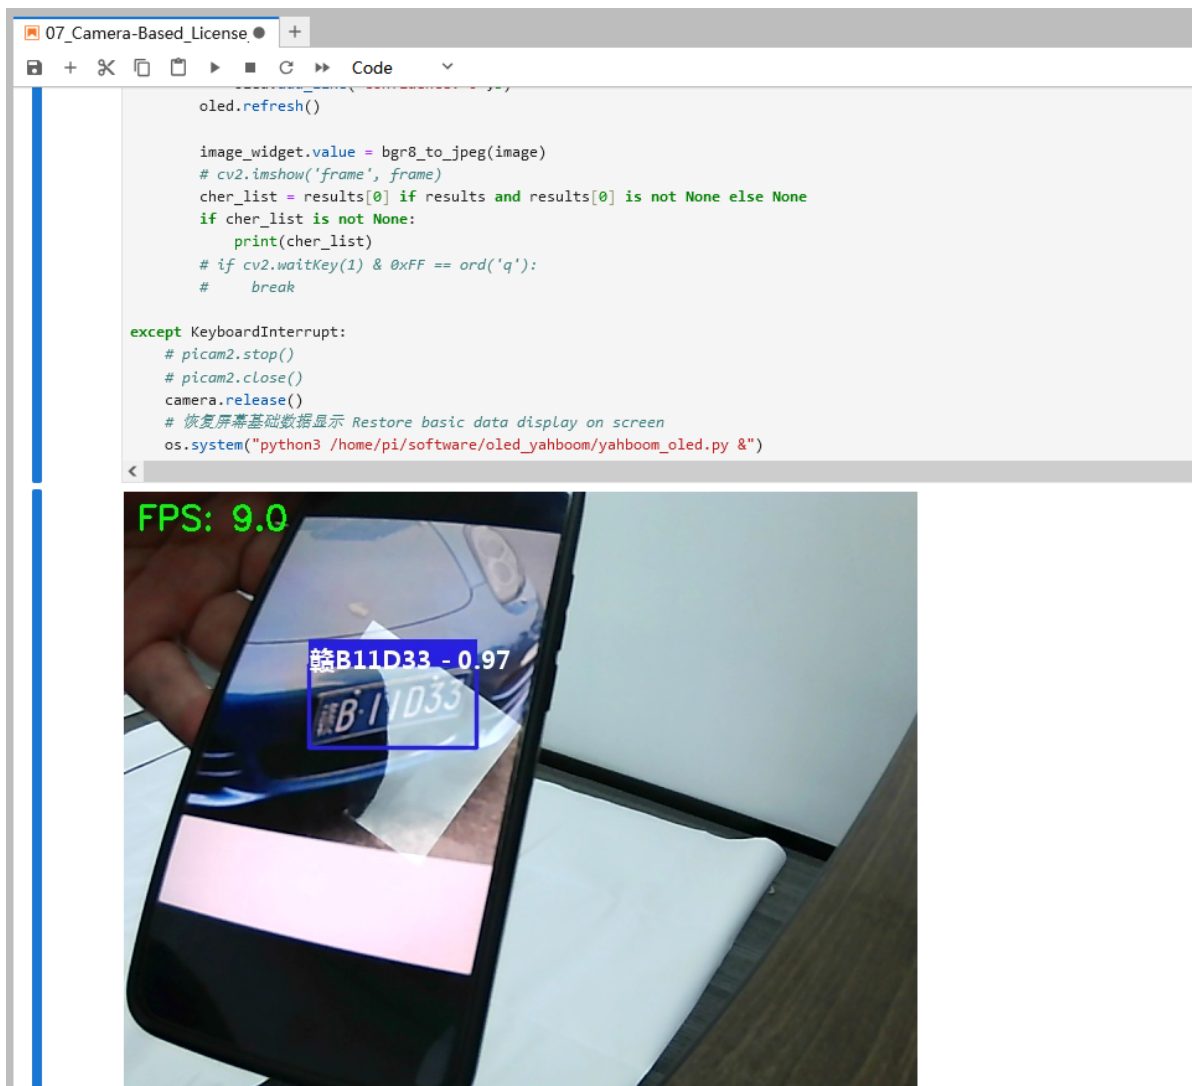 07_Camera-Based_License
Code
oled.refresh()
image_widget.value = bgr8_to_jpeg(image)
# cv2.imshow('frame', frame)
cher_list = results[0] if results and results[0] is not None else None
if cher_list is not None:
print(cher_list)
# if cv2.waitKey(1) & 0xFF == ord('q'):
# break
except KeyboardInterrupt:
# picam2.stop()
# picam2.close()
camera.release()
# 恢复屏幕基础数据显示 Restore basic data display on screen
os.system("python3 /home/pi/software/oled_yahboom/yahboom_oled.py &")
FPS: 9.0
赣B11D33 - 0.97
B·11D33